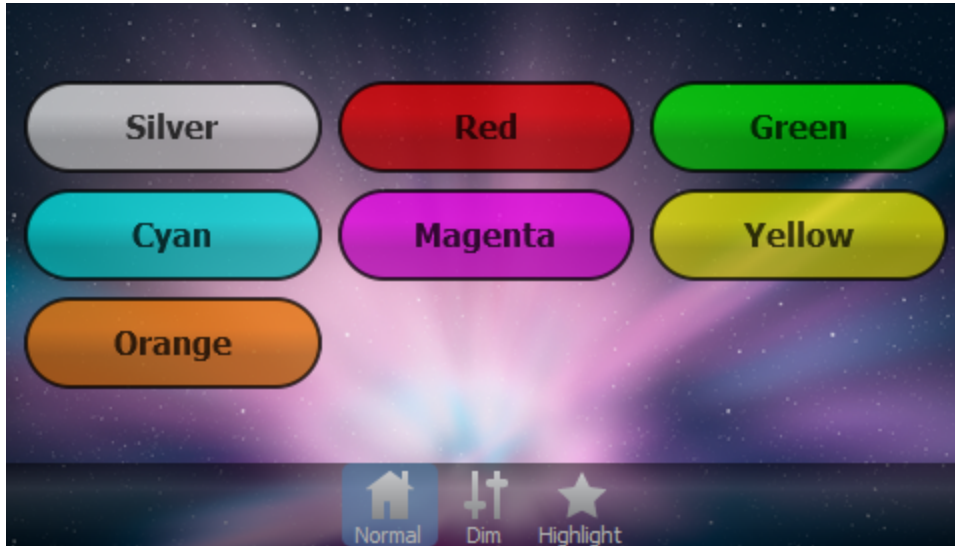 Silver
Red
Green
Cyan
Magenta
Yellow
Orange
Normal
Dim
Highlight